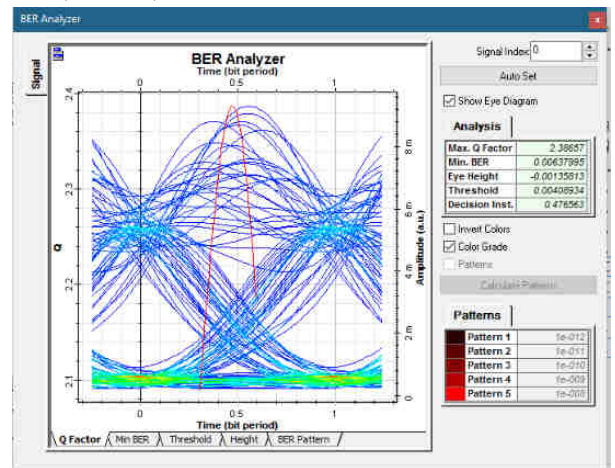 BER Analyzer
Signal
BER Analyzer
Time (bit period)
0 0.5 1
2.4
2.3
2.2
2.1
Q
8 m
6 m
4 m
2 m
0
Amplitude (a.u.)
0 0.5 1
Time (bit period)
Q Factor Min BER Threshold Height BER Pattern
Signal Index: 0
Auto Set
Show Eye Diagram
Analysis
Max. Q Factor 2.38657
Min. BER 0.00637995
Eye Height -0.00135813
Threshold 0.00408934
Decision Inst. 0.476563
Invert Colors
Color Grade
Patterns
Calculate Patterns
Patterns
Pattern 1 1e-012
Pattern 2 1e-011
Pattern 3 1e-010
Pattern 4 1e-009
Pattern 5 1e-008